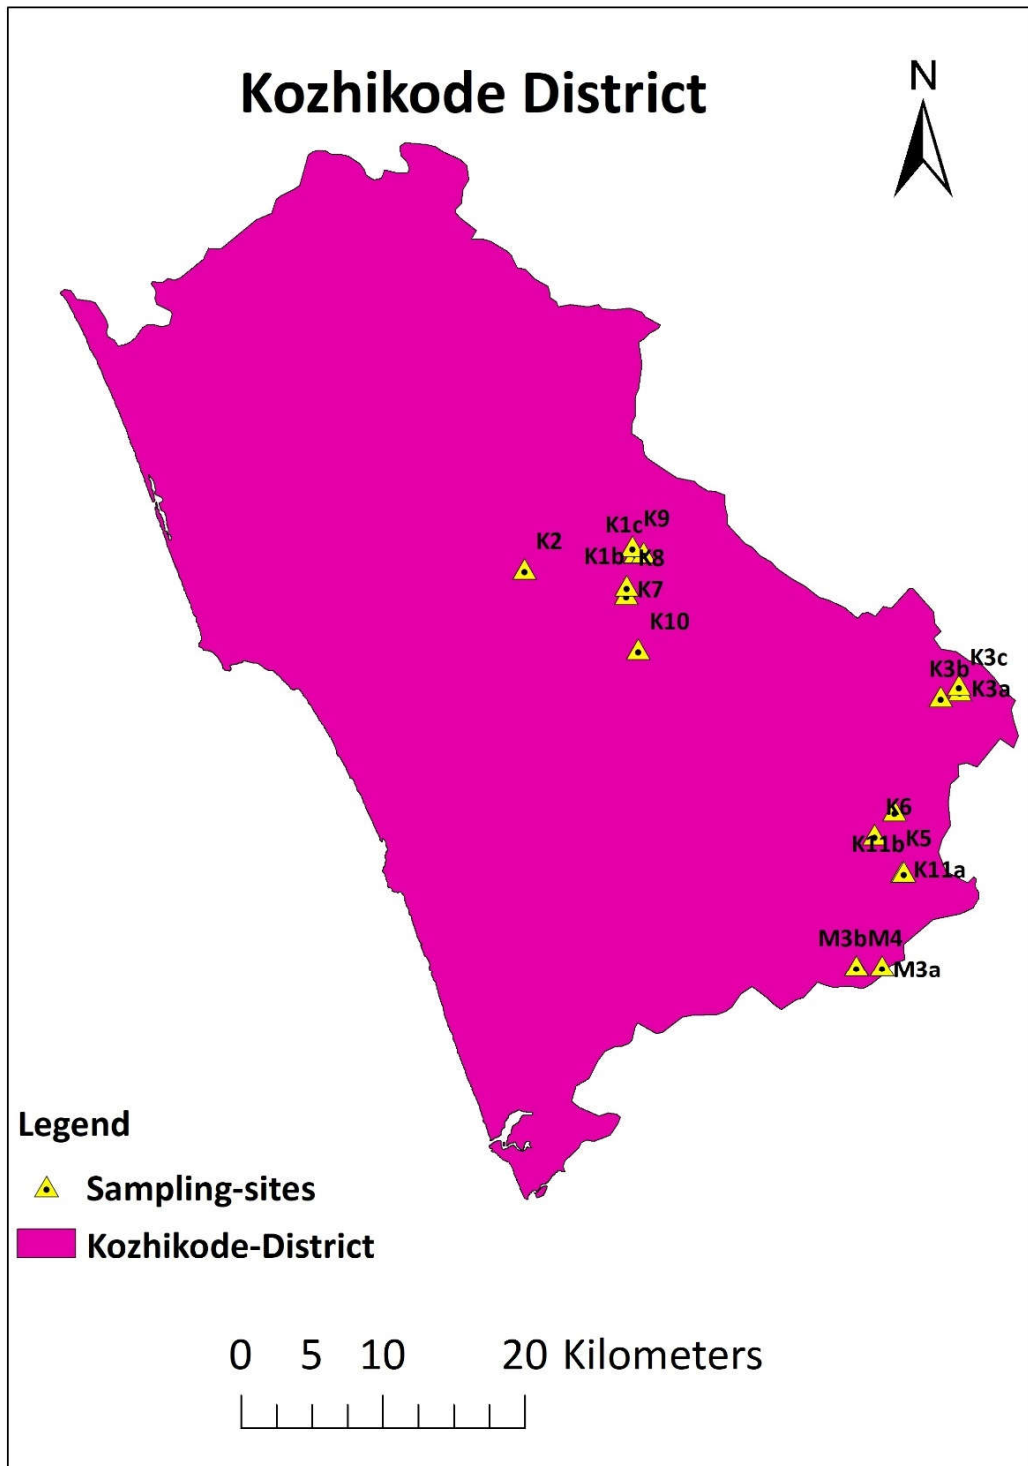 Kozhikode District
N
K1c K9
K2 K1b K8
K7
K10
K3c
K3b K3a
K6
K11b K5
K11a
M3b M4
M3a
Legend
Sampling-sites
Kozhikode-District
0 5 10 20 Kilometers